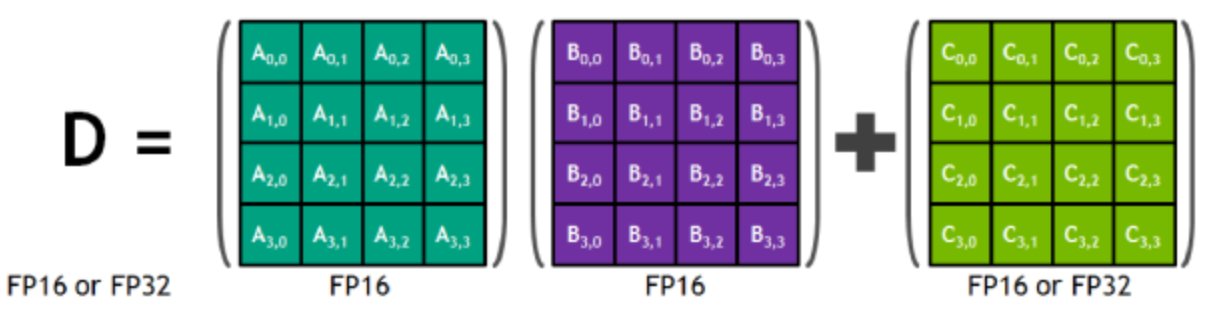 A0,0 A0,1 A0,2 A0,3 B0,0 B0,1 B0,2 B0,3 C0,0 C0,1 C0,2 C0,3
A1,0 A1,1 A1,2 A1,3 B1,0 B1,1 B1,2 B1,3 C1,0 C1,1 C1,2 C1,3
D = +
A2,0 A2,1 A2,2 A2,3 B2,0 B2,1 B2,2 B2,3 C2,0 C2,1 C2,2 C2,3
A3,0 A3,1 A3,2 A3,3 B3,0 B3,1 B3,2 B3,3 C3,0 C3,1 C3,2 C3,3
FP16 or FP32 FP16 FP16 FP16 or FP32